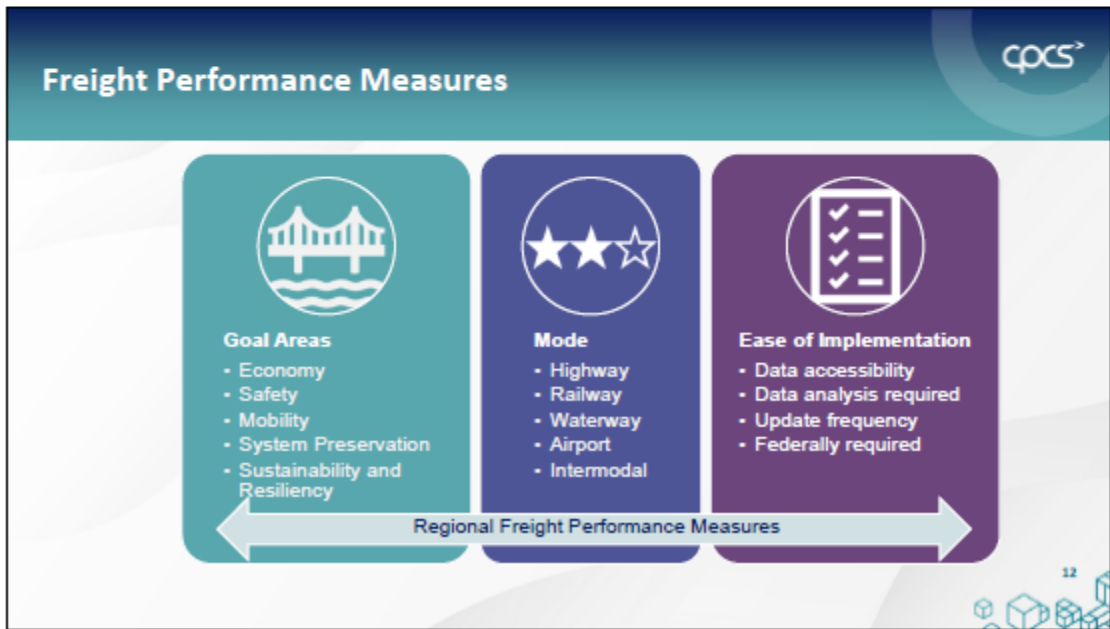 Freight Performance Measures
cpcs
Goal Areas
- Economy
- Safety
- Mobility
- System Preservation
- Sustainability and
Resiliency
Mode
- Highway
- Railway
- Waterway
- Airport
- Intermodal
Ease of Implementation
- Data accessibility
- Data analysis required
- Update frequency
- Federally required
Regional Freight Performance Measures
12